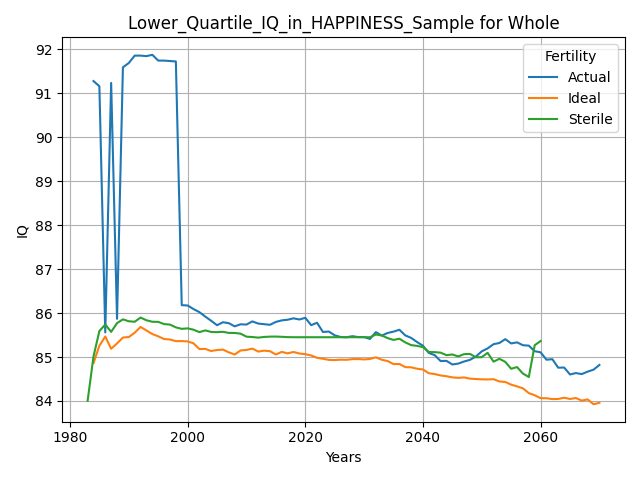 Lower_Quartile_IQ_in_HAPPINESS_Sample for Whole
Fertility
Actual
Ideal
Sterile
92
91
90
89
88
87
86
85
84
IQ
1980
2000
2020
2040
2060
Years